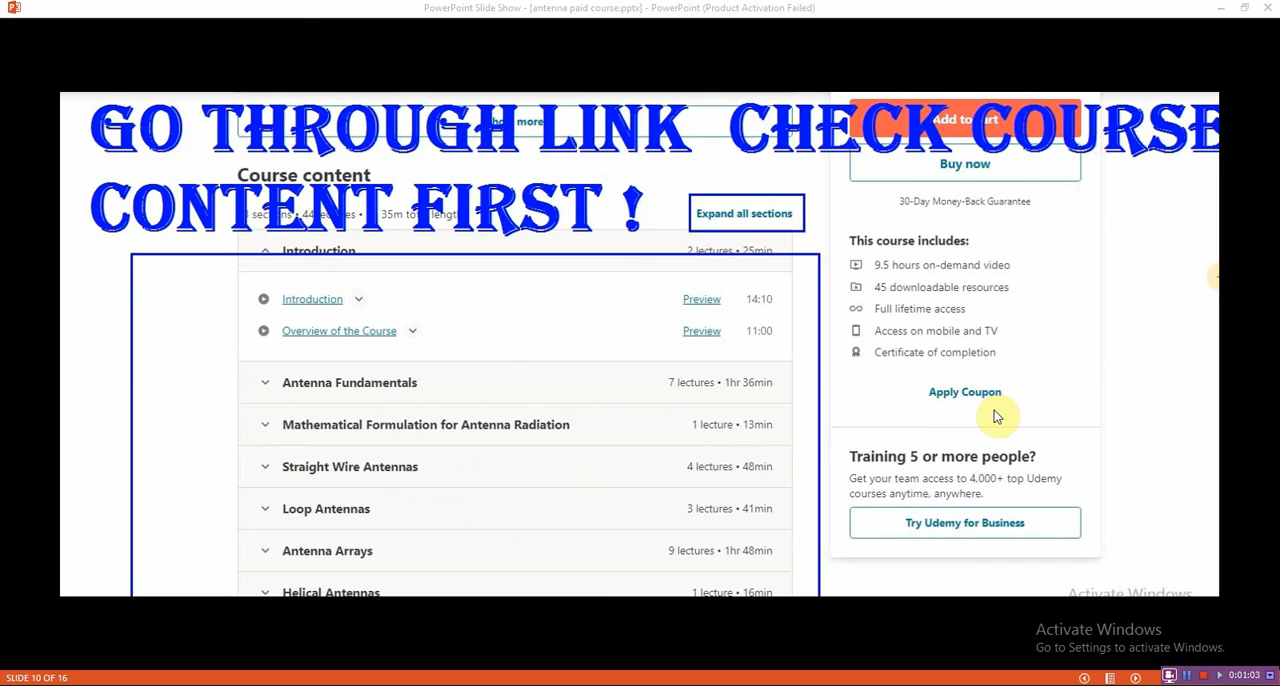 PowerPoint Slide Show - [antenna paid course.pptx] - PowerPoint (Product Activation Failed)
GO THROUGH LINK CHECK COURSE
CONTENT FIRST !
Add to cart
Buy now
30-Day Money-Back Guarantee
Course content
Expand all sections
Introduction
2 lectures • 25min
Introduction
Preview
14:10
Overview of the Course
Preview
11:00
Antenna Fundamentals
7 lectures • 1hr 36min
Mathematical Formulation for Antenna Radiation
1 lecture • 13min
Straight Wire Antennas
4 lectures • 48min
Loop Antennas
3 lectures • 41min
Antenna Arrays
9 lectures • 1hr 48min
Helical Antennas
1 lecture • 16min
This course includes:
9.5 hours on-demand video
45 downloadable resources
Full lifetime access
Access on mobile and TV
Certificate of completion
Apply Coupon
Training 5 or more people?
Get your team access to 4,000+ top Udemy
courses anytime, anywhere.
Try Udemy for Business
Activate Windows
Activate Windows
Go to Settings to activate Windows.
SLIDE 10 OF 16
0:01:03